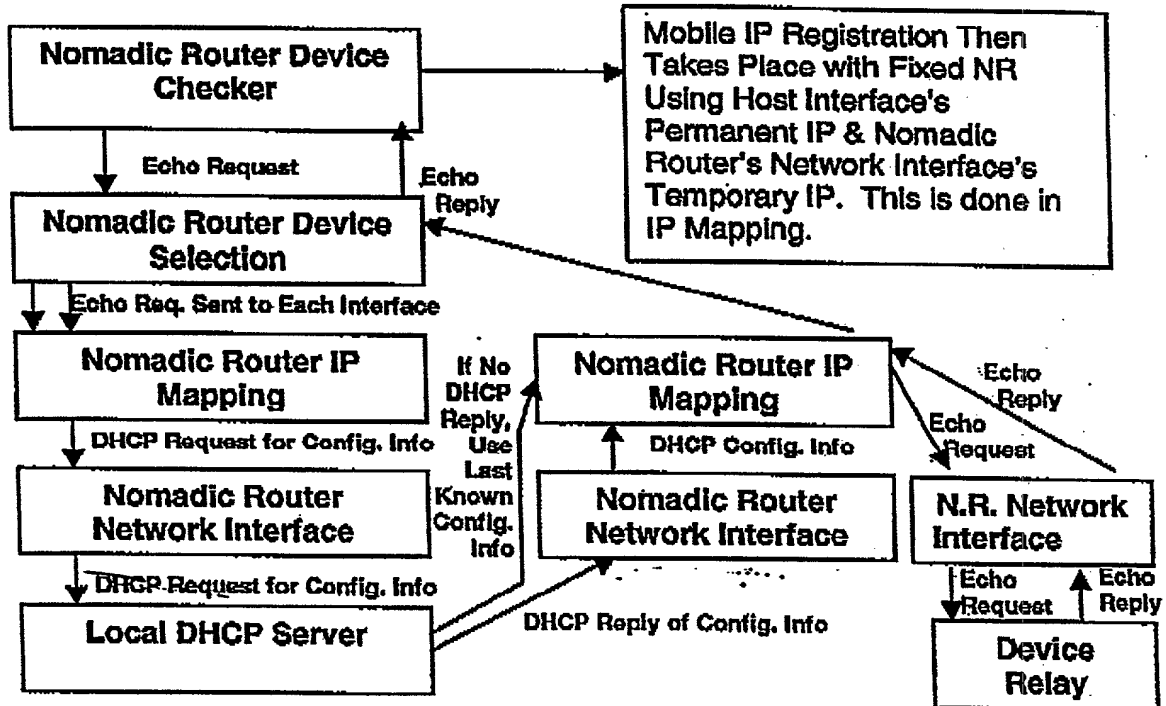 Nomadic Router Device
Checker
Mobile IP Registration Then
Takes Place with Fixed NR
Using Host Interface's
Permanent IP & Nomadic
Router's Network Interface's
Temporary IP. This is done in
IP Mapping.
Echo Request
Echo
Reply
Nomadic Router Device
Selection
Echo Req. Sent to Each Interface
Nomadic Router IP
Mapping
If No
DHCP
Reply,
Use
Last
Known
Config.
Info
Nomadic Router IP
Mapping
Echo
Reply
Echo
Request
DHCP Request for Config. Info
DHCP Config. Info
Nomadic Router
Network Interface
Nomadic Router
Network Interface
N.R. Network
Interface
DHCP Request for Config. Info
Echo
Request
Echo
Reply
Local DHCP Server
DHCP Reply of Config. Info
Device
Relay